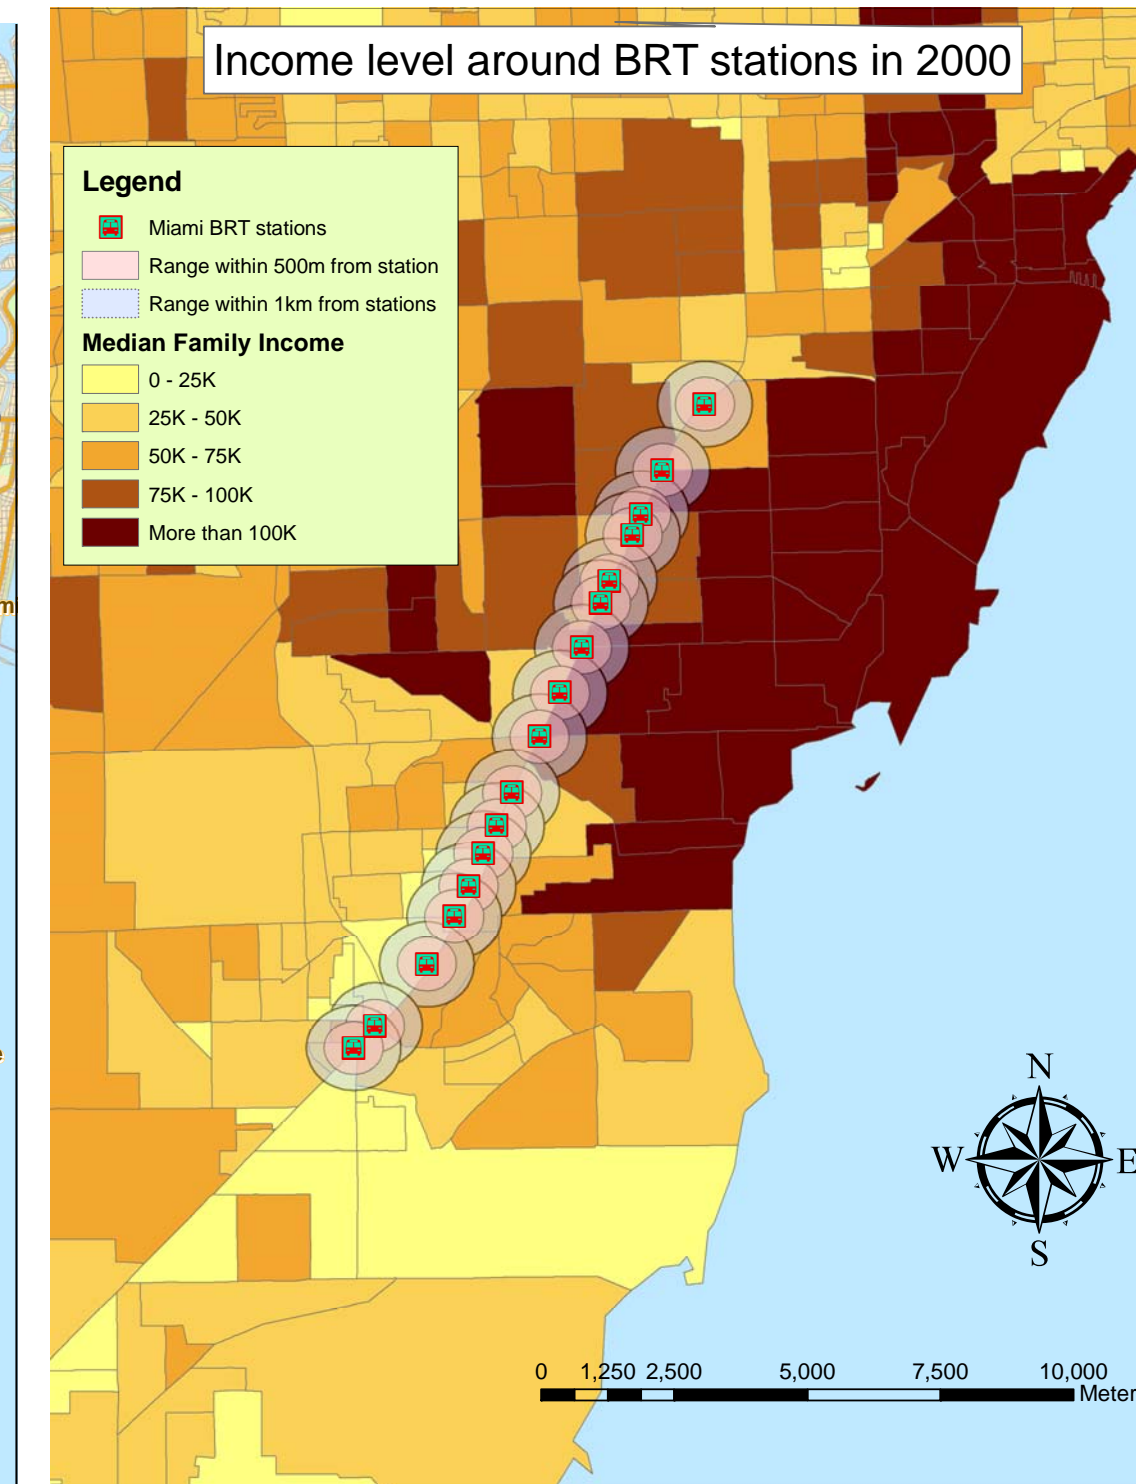 Income level around BRT stations in 2000
Legend
Miami BRT stations
Range within 500m from station
Range within 1km from stations
Median Family Income
0 - 25K
25K - 50K
50K - 75K
75K - 100K
More than 100K
N
W E
S
0 1,250 2,500 5,000 7,500 10,000
Meter